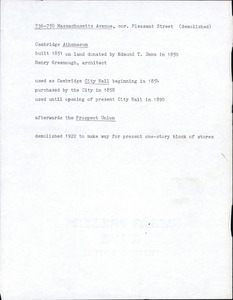 736-750 Massachusetts Avenue, cor. Pleasant Street (demolished)
Cambridge Athenaeum
built 1851 on land donated by Edmund T. Dana in 1850
Henry Greenough, architect
used as Cambridge City Hall beginning in 185-
purchased by the City in 1858
used until opening of present City Hall in 1890
afterwards the Prospect Union
demolished 1922 to make way for present one-story block of stores